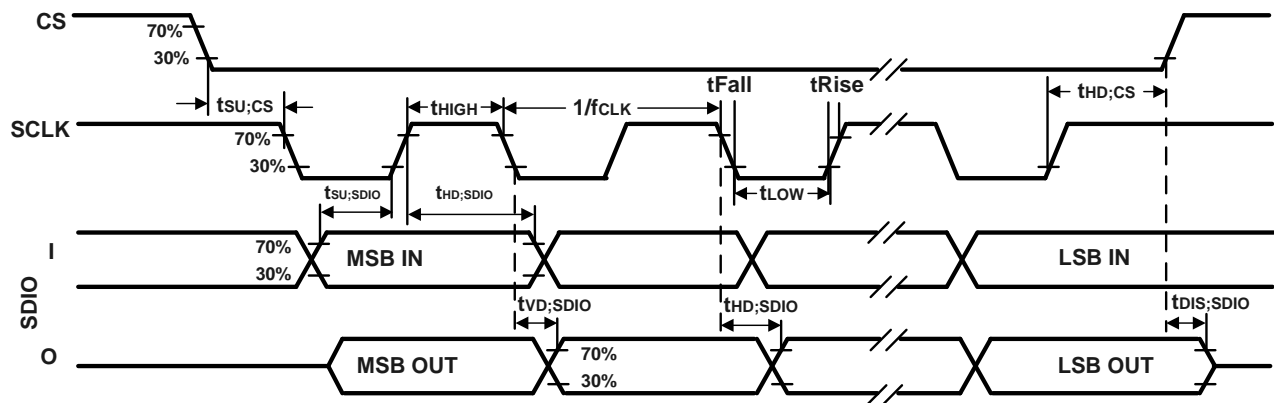 CS
70%
30%
tSU;CS
tHIGH
1/fCLK
tFall
tRise
tHD;CS
SCLK
70%
30%
tSU;SDIO
tHD;SDIO
tLOW
SDIO
I
70%
30%
MSB IN
LSB IN
tVD;SDIO
tHD;SDIO
tDIS;SDIO
O
MSB OUT
70%
30%
LSB OUT